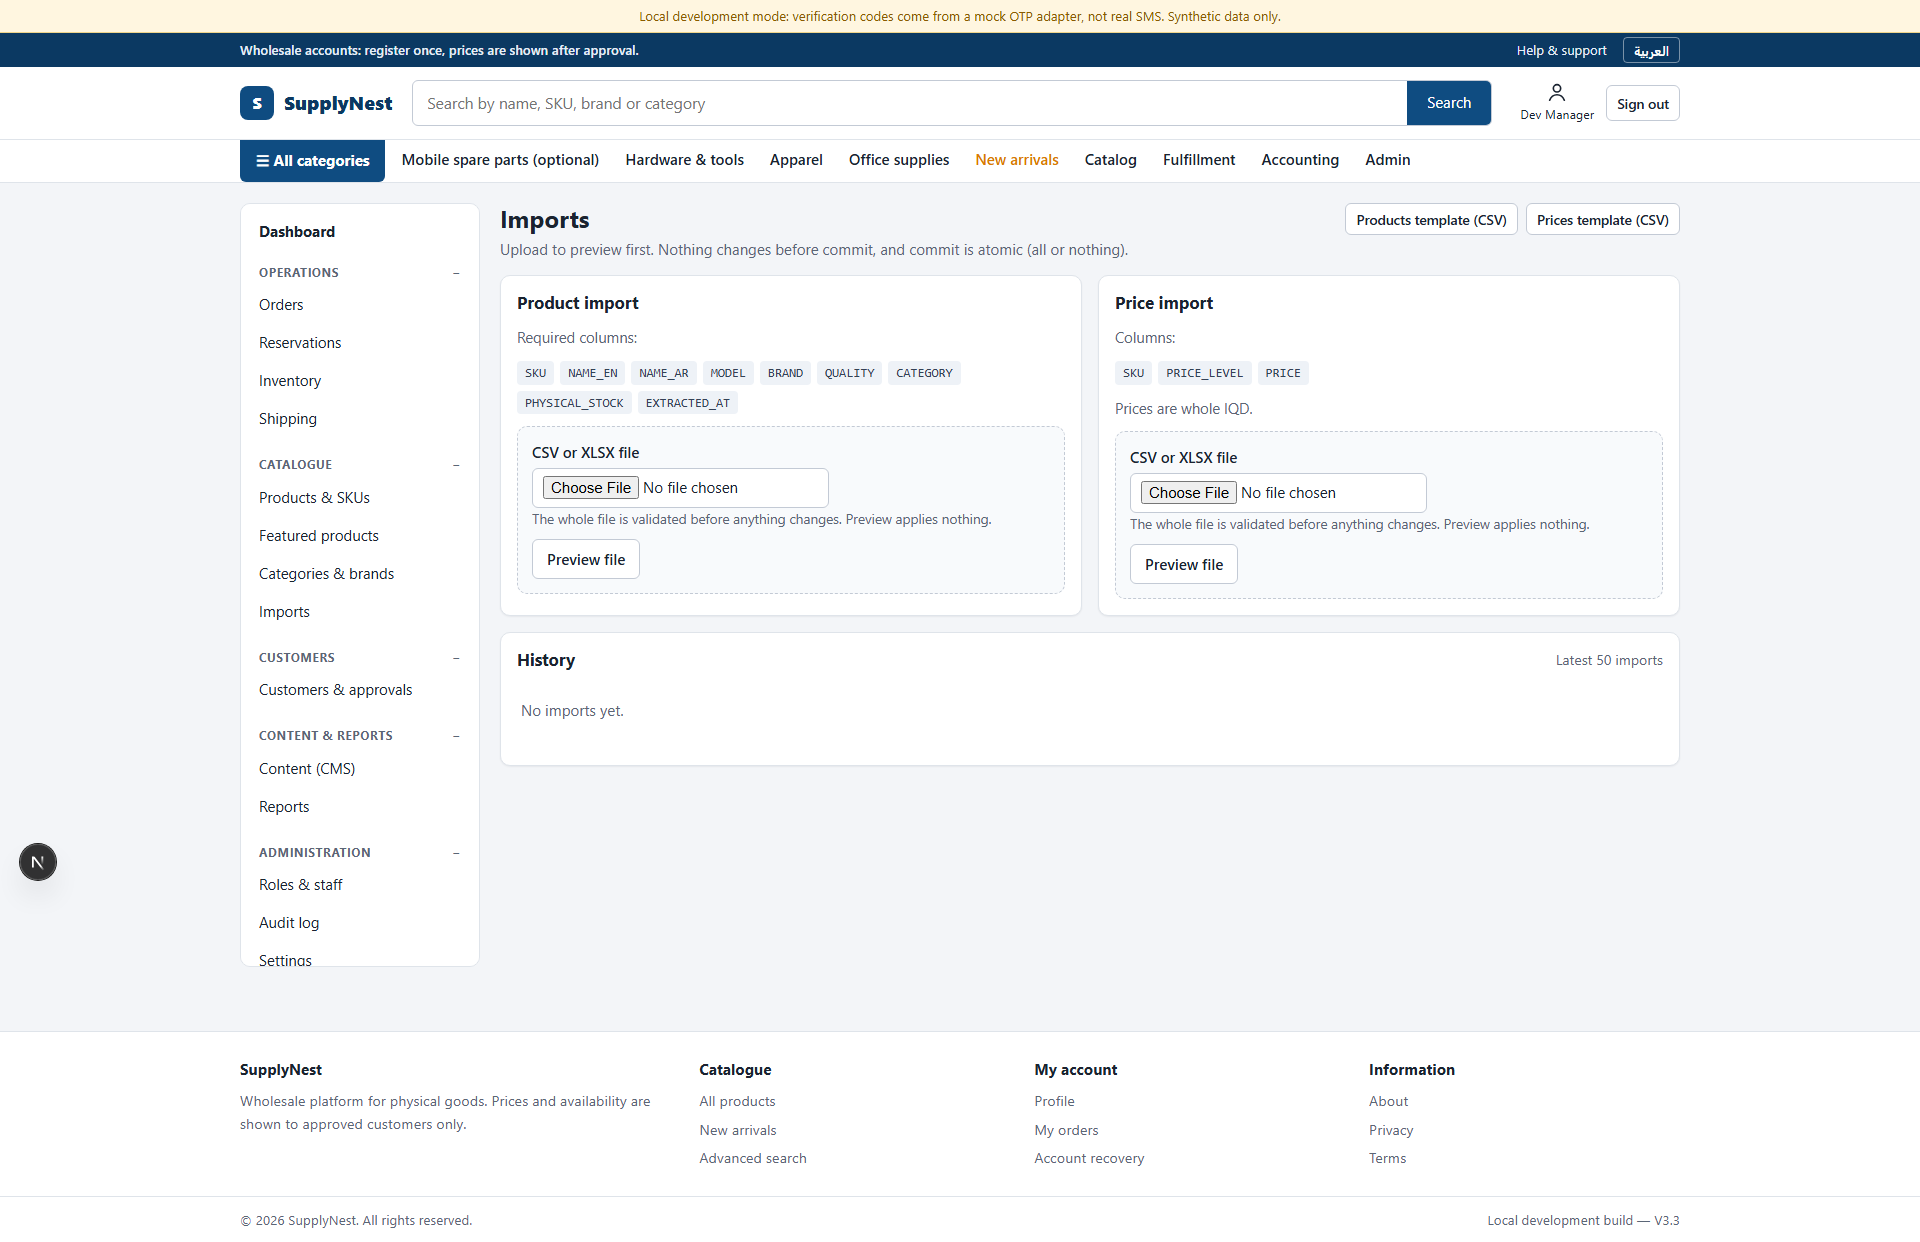 Local development mode: verification codes come from a mock OTP adapter, not real SMS. Synthetic data only.
Wholesale accounts: register once, prices are shown after approval.
Help & support
العربية
S SupplyNest
Search by name, SKU, brand or category
Search
Dev Manager
Sign out
☰ All categories
Mobile spare parts (optional)
Hardware & tools
Apparel
Office supplies
New arrivals
Catalog
Fulfillment
Accounting
Admin
Dashboard
OPERATIONS –
Orders
Reservations
Inventory
Shipping
CATALOGUE –
Products & SKUs
Featured products
Categories & brands
Imports
CUSTOMERS –
Customers & approvals
CONTENT & REPORTS –
Content (CMS)
Reports
ADMINISTRATION –
Roles & staff
Audit log
Settings
Imports
Upload to preview first. Nothing changes before commit, and commit is atomic (all or nothing).
Products template (CSV)
Prices template (CSV)
Product import
Required columns:
SKU NAME_EN NAME_AR MODEL BRAND QUALITY CATEGORY
PHYSICAL_STOCK EXTRACTED_AT
CSV or XLSX file
Choose File No file chosen
The whole file is validated before anything changes. Preview applies nothing.
Preview file
Price import
Columns:
SKU PRICE_LEVEL PRICE
Prices are whole IQD.
CSV or XLSX file
Choose File No file chosen
The whole file is validated before anything changes. Preview applies nothing.
Preview file
History
Latest 50 imports
No imports yet.
N
SupplyNest
Wholesale platform for physical goods. Prices and availability are
shown to approved customers only.
Catalogue
All products
New arrivals
Advanced search
My account
Profile
My orders
Account recovery
Information
About
Privacy
Terms
© 2026 SupplyNest. All rights reserved.
Local development build — V3.3